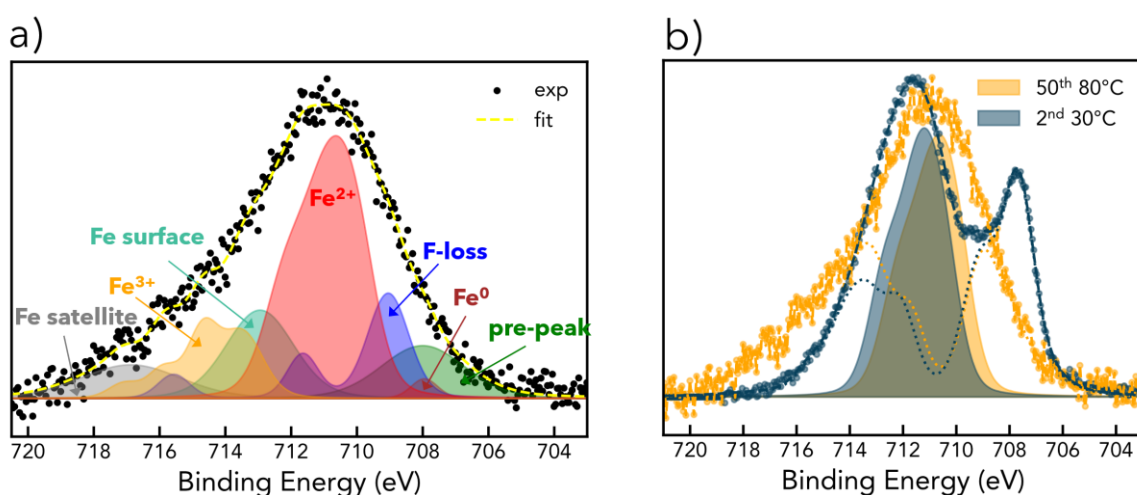 a)
exp
fit
Fe²⁺
Fe surface
F-loss
Fe³⁺
Fe⁰
Fe satellite
pre-peak
720 718 716 714 712 710 708 706 704
Binding Energy (eV)
b)
50ᵗʰ 80°C
2ⁿᵈ 30°C
720 718 716 714 712 710 708 706 704
Binding Energy (eV)